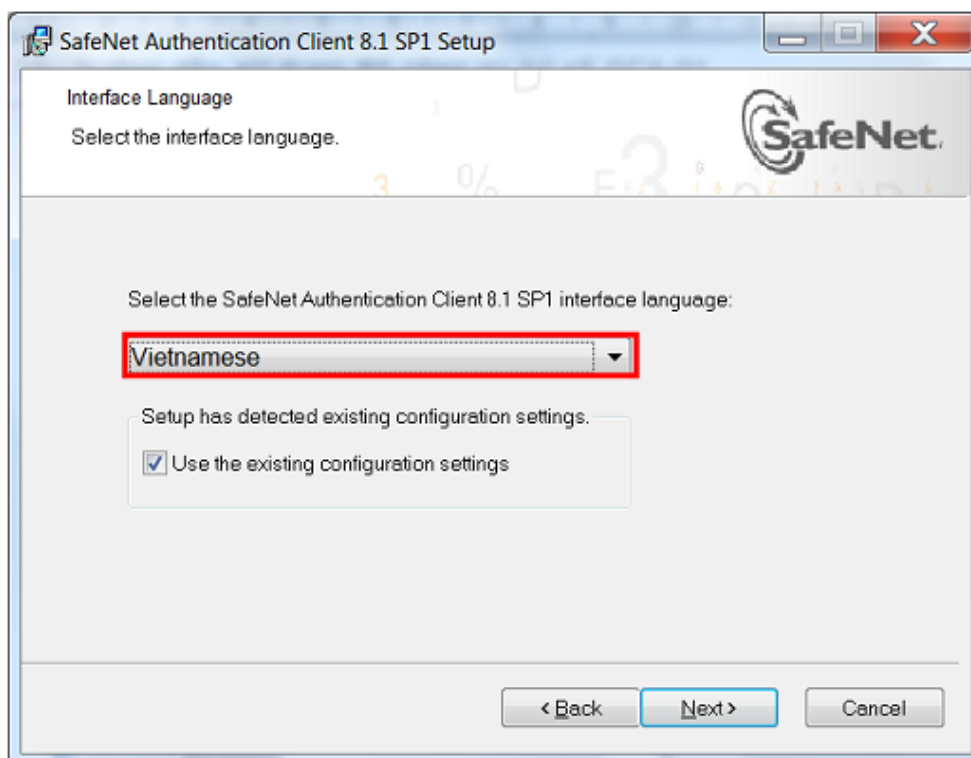 SafeNet Authentication Client 8.1 SP1 Setup
Interface Language
Select the interface language.
SafeNet.
Select the SafeNet Authentication Client 8.1 SP1 interface language:
Vietnamese
Setup has detected existing configuration settings.
Use the existing configuration settings
< Back
Next >
Cancel